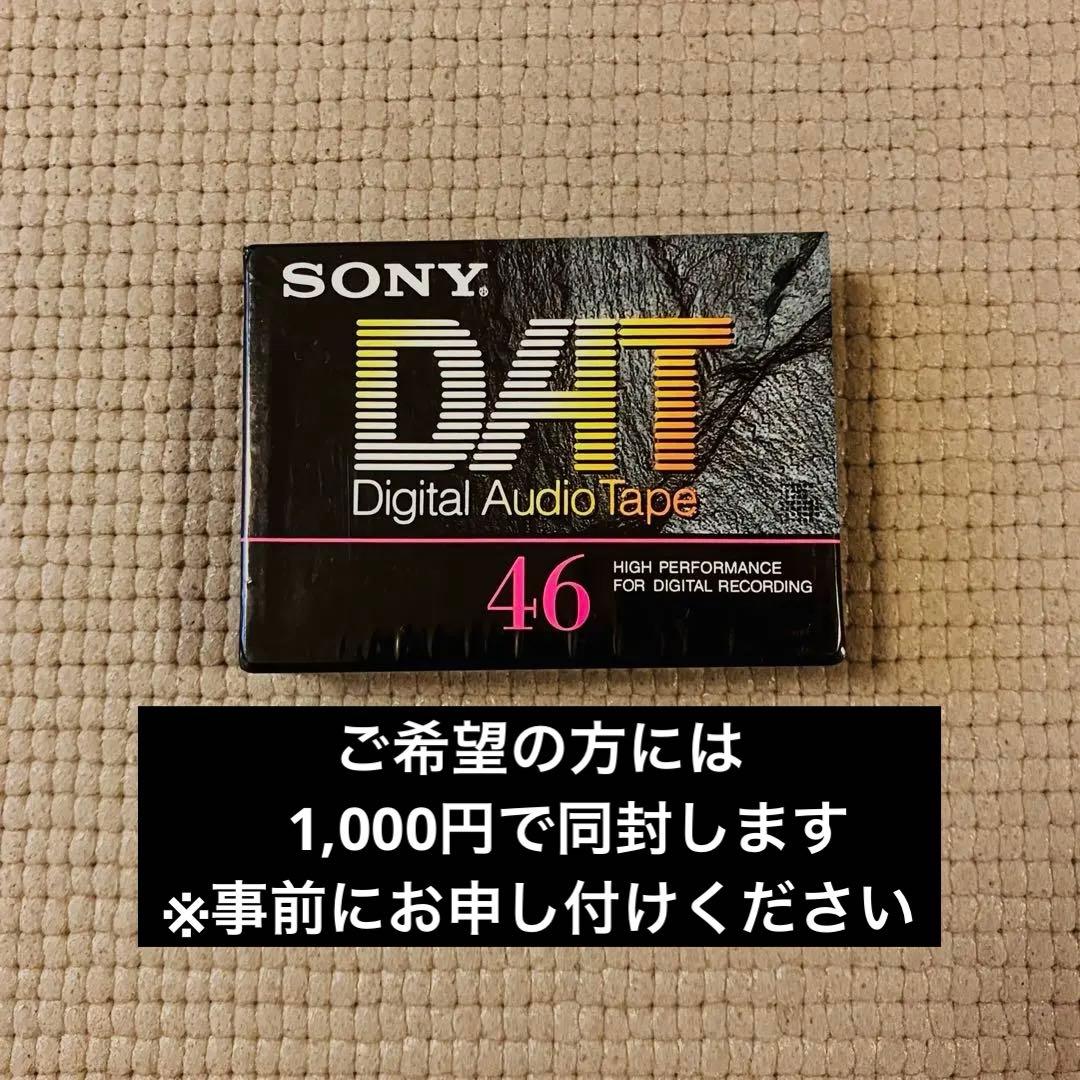 SONY®
DAT
Digital Audio Tape
46
HIGH PERFORMANCE
FOR DIGITAL RECORDING
ご希望の方には
1,000円で同封します
※事前にお申し付けください